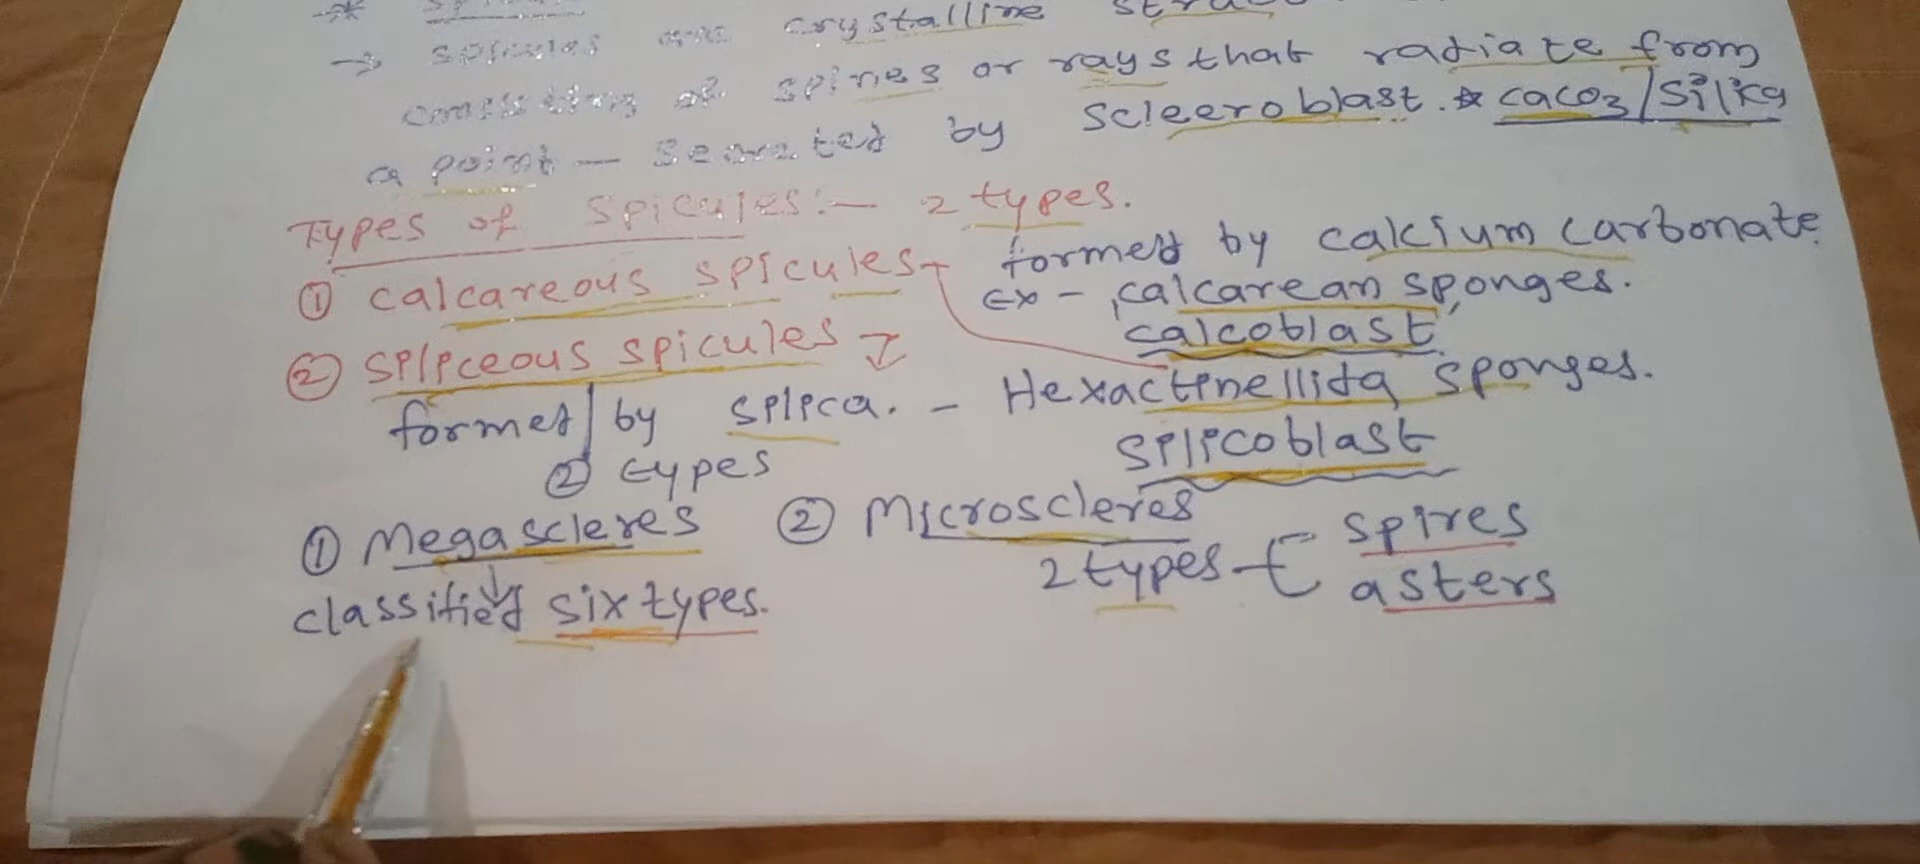 → spicules are crystalline
consisting of spines or rays that radiate from
a point — secreted by scleeroblast. * caco3/silika
Types of spicules:— 2 types.
① calcareous spicules → formed by calcium carbonate.
Ex – calcarean sponges.
calcoblast
② siliceous spicules
formed by silica. – Hexactinellida sponges.
silicoblast
② types
① Megascleres ② Microscleres
classified six types. 2 types – spires
asters